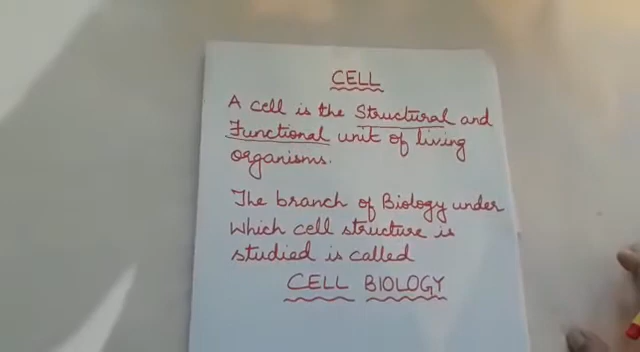 CELL
A cell is the Structural and
Functional unit of living
organisms.
The branch of Biology under
which cell structure is
studied is called
CELL BIOLOGY